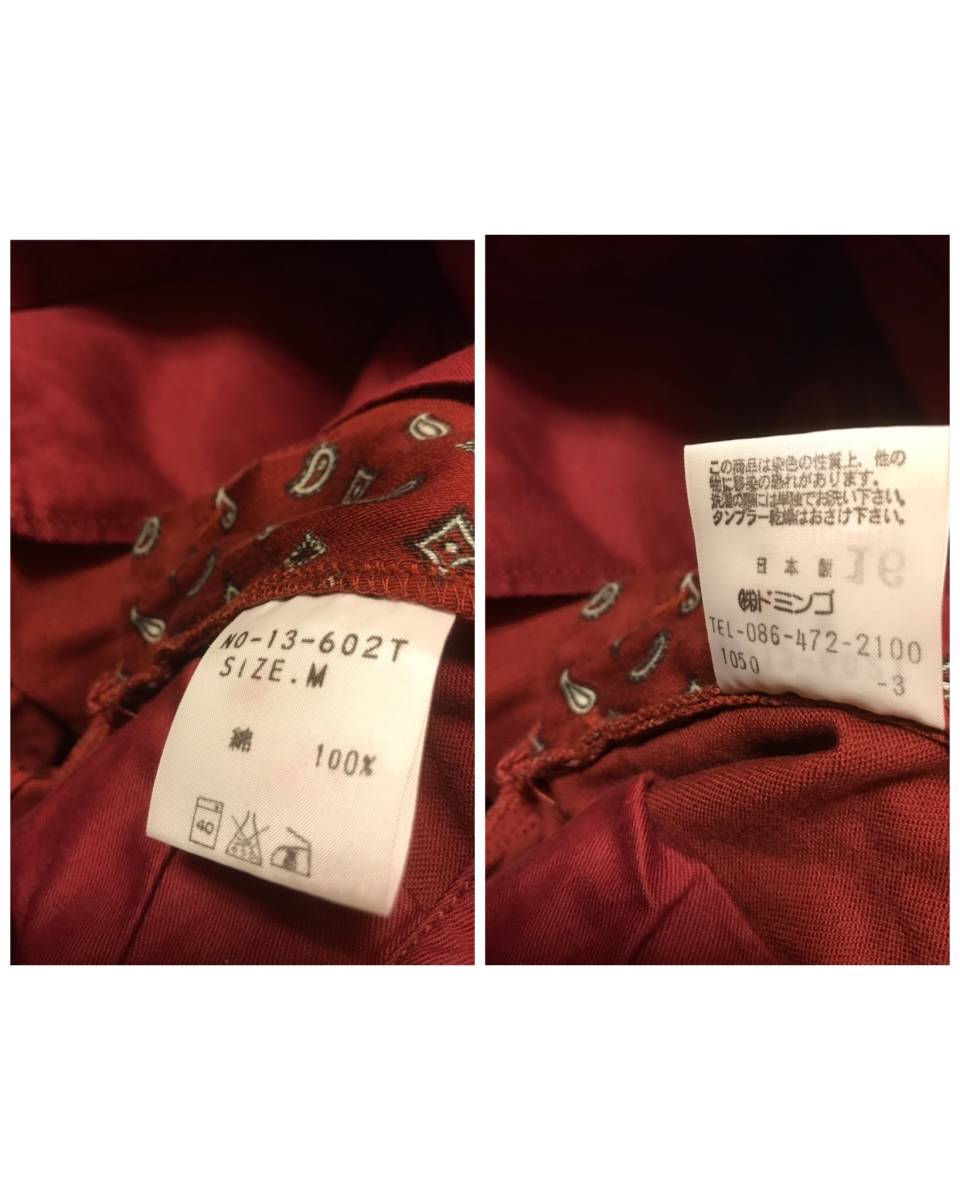 NO-13-602T
SIZE.M
綿 100%
40
この商品は染色の性質上、他の
物に移染の恐れがあります。
洗濯の際には単独でお洗い下さい。
タンブラー乾燥はおさけ下さい。
日本製
㈱ドミンゴ
TEL-086-472-2100
1050
-3